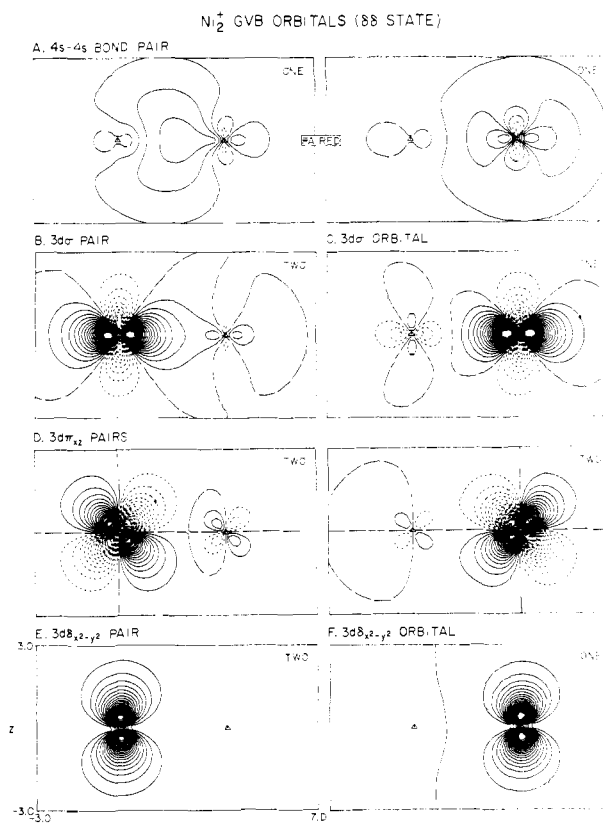 Ni₂⁺ GVB ORBITALS (δδ STATE)
A. 4s-4s BOND PAIR
ONE ONE
PAIRED
B. 3dσ PAIR C. 3dσ ORBITAL
TWO ONE
D. 3dπxz PAIRS
TWO TWO
E. 3dδx²-y² PAIR F. 3dδx²-y² ORBITAL
3.0 TWO ONE
Z
-3.0
-3.0 7.0